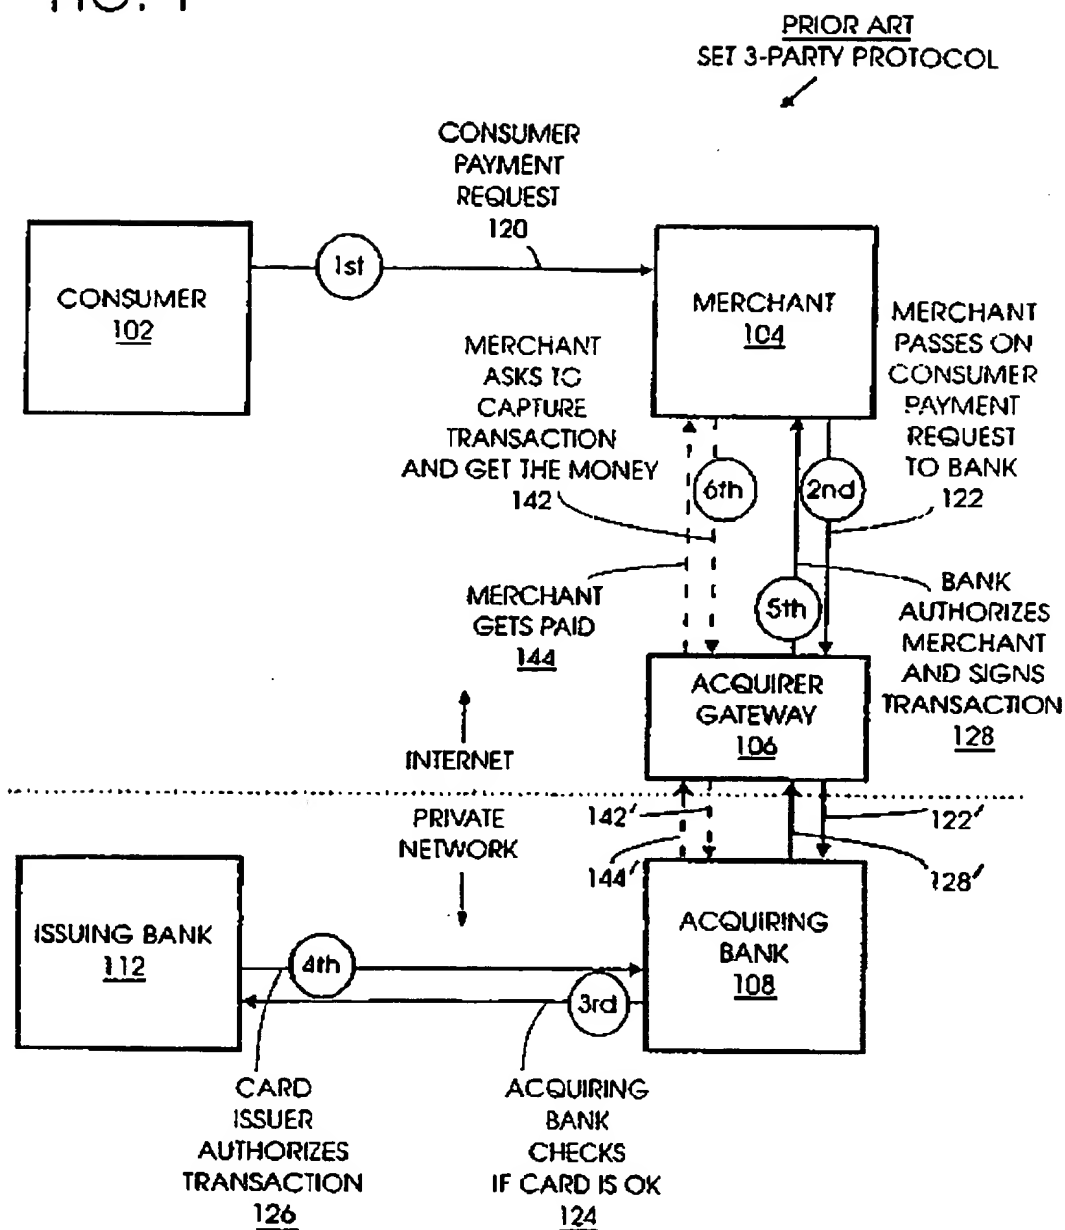 PRIOR ART
SET 3-PARTY PROTOCOL
CONSUMER
PAYMENT
REQUEST
120
1st
CONSUMER
102
MERCHANT
104
MERCHANT
ASKS TO
CAPTURE
TRANSACTION
AND GET THE MONEY
142
MERCHANT
PASSES ON
CONSUMER
PAYMENT
REQUEST
TO BANK
122
6th
2nd
5th
MERCHANT
GETS PAID
144
BANK
AUTHORIZES
MERCHANT
AND SIGNS
TRANSACTION
128
ACQUIRER
GATEWAY
106
INTERNET
PRIVATE
NETWORK
142'
144'
122'
128'
ISSUING BANK
112
4th
3rd
ACQUIRING
BANK
108
CARD
ISSUER
AUTHORIZES
TRANSACTION
126
ACQUIRING
BANK
CHECKS
IF CARD IS OK
124